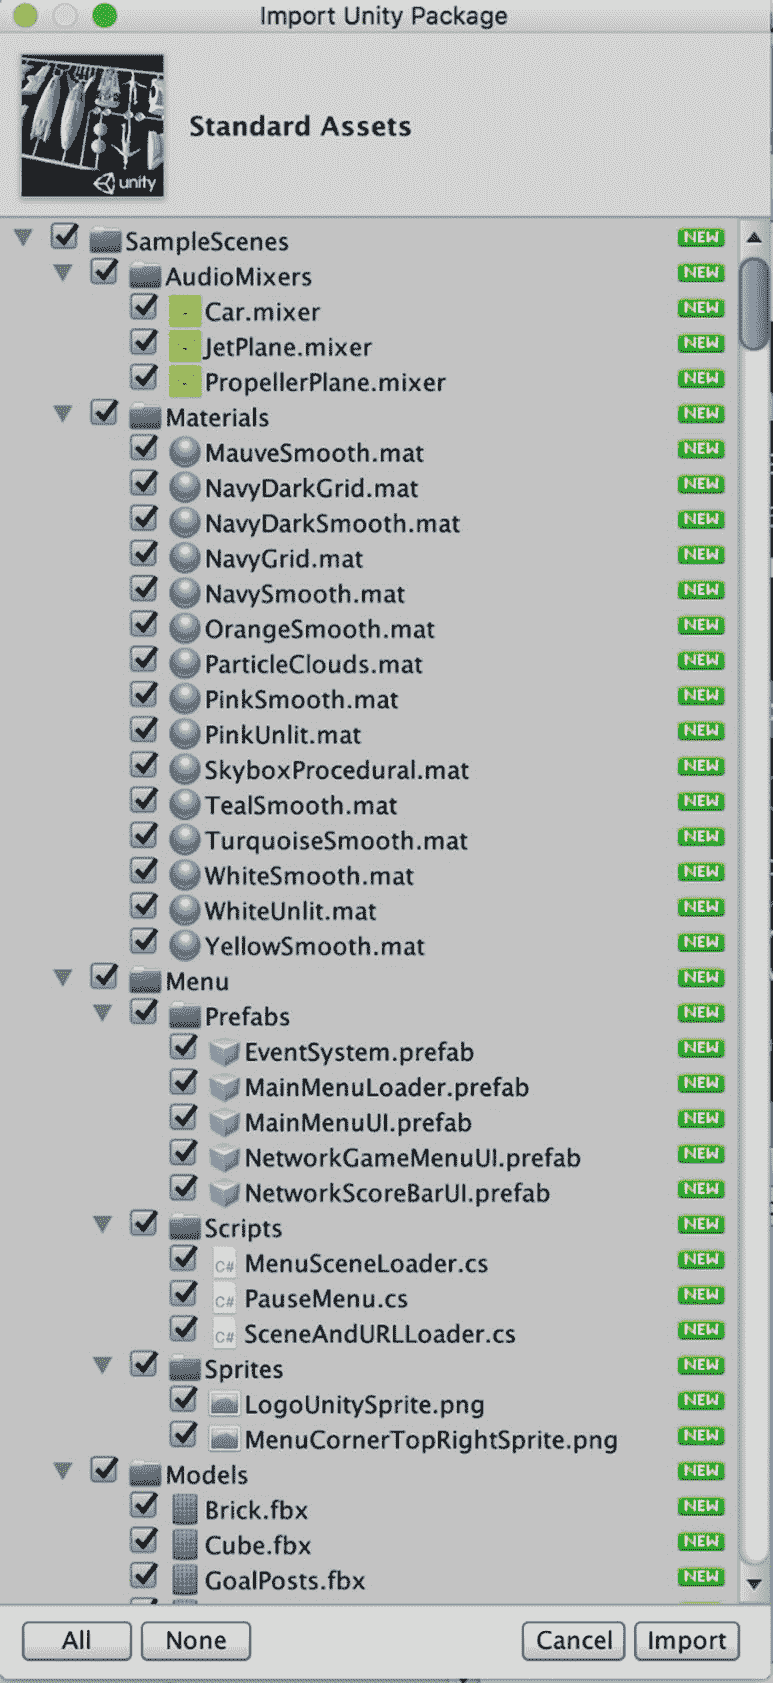 Import Unity Package
unity
Standard Assets
SampleScenes NEW
AudioMixers NEW
Car.mixer NEW
JetPlane.mixer NEW
PropellerPlane.mixer NEW
Materials NEW
MauveSmooth.mat NEW
NavyDarkGrid.mat NEW
NavyDarkSmooth.mat NEW
NavyGrid.mat NEW
NavySmooth.mat NEW
OrangeSmooth.mat NEW
ParticleClouds.mat NEW
PinkSmooth.mat NEW
PinkUnlit.mat NEW
SkyboxProcedural.mat NEW
TealSmooth.mat NEW
TurquoiseSmooth.mat NEW
WhiteSmooth.mat NEW
WhiteUnlit.mat NEW
YellowSmooth.mat NEW
Menu NEW
Prefabs NEW
EventSystem.prefab NEW
MainMenuLoader.prefab NEW
MainMenuUI.prefab NEW
NetworkGameMenuUI.prefab NEW
NetworkScoreBarUI.prefab NEW
Scripts NEW
C# MenuSceneLoader.cs NEW
C# PauseMenu.cs NEW
C# SceneAndURLLoader.cs NEW
Sprites NEW
LogoUnitySprite.png NEW
MenuCornerTopRightSprite.png NEW
Models NEW
Brick.fbx NEW
Cube.fbx NEW
GoalPosts.fbx NEW
All None Cancel Import